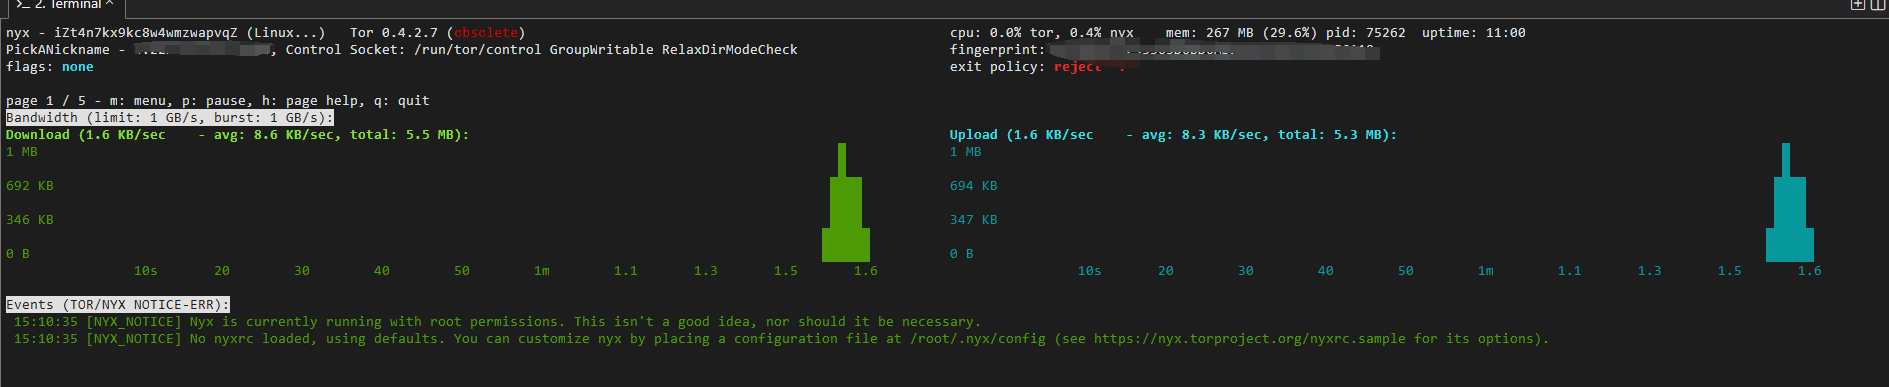 2. Terminal
nyx - iZt4n7kx9kc8w4wmzwapvqZ (Linux...)   Tor 0.4.2.7 (obsolete)
cpu: 0.0% tor, 0.4% nyx    mem: 267 MB (29.6%) pid: 75262  uptime: 11:00
PickANickname - , Control Socket: /run/tor/control GroupWritable RelaxDirModeCheck
fingerprint:
flags: none
exit policy: reject
page 1 / 5 - m: menu, p: pause, h: page help, q: quit
Bandwidth (limit: 1 GB/s, burst: 1 GB/s):
Download (1.6 KB/sec    - avg: 8.6 KB/sec, total: 5.5 MB):
1 MB
692 KB
346 KB
0 B
10s 20 30 40 50 1m 1.1 1.3 1.5 1.6
Upload (1.6 KB/sec    - avg: 8.3 KB/sec, total: 5.3 MB):
1 MB
694 KB
347 KB
0 B
10s 20 30 40 50 1m 1.1 1.3 1.5 1.6
Events (TOR/NYX NOTICE-ERR):
15:10:35 [NYX_NOTICE] Nyx is currently running with root permissions. This isn't a good idea, nor should it be necessary.
15:10:35 [NYX_NOTICE] No nyxrc loaded, using defaults. You can customize nyx by placing a configuration file at /root/.nyx/config (see https://nyx.torproject.org/nyxrc.sample for its options).